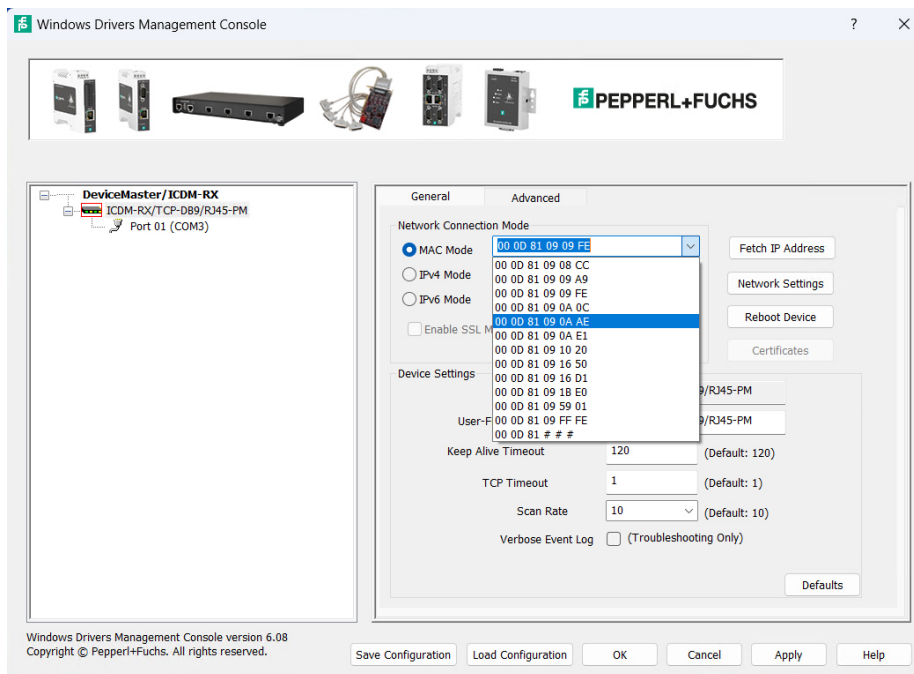 Windows Drivers Management Console
?
PEPPERL+FUCHS
DeviceMaster/ICDM-RX
ICDM-RX/TCP-DB9/RJ45-PM
Port 01 (COM3)
General
Advanced
Network Connection Mode
MAC Mode
00 0D 81 09 09 FE
Fetch IP Address
00 0D 81 09 08 CC
IPv4 Mode
00 0D 81 09 09 A9
Network Settings
00 0D 81 09 09 FE
IPv6 Mode
00 0D 81 09 0A 0C
Reboot Device
00 0D 81 09 0A AE
Enable SSL M
00 0D 81 09 0A E1
Certificates
00 0D 81 09 10 20
00 0D 81 09 16 50
Device Settings
00 0D 81 09 16 D1
00 0D 81 09 1B E0
9/RJ45-PM
00 0D 81 09 59 01
User-F
00 0D 81 09 FF FE
9/RJ45-PM
00 0D 81 # # #
Keep Alive Timeout
120
(Default: 120)
TCP Timeout
1
(Default: 1)
Scan Rate
10
(Default: 10)
Verbose Event Log
(Troubleshooting Only)
Defaults
Windows Drivers Management Console version 6.08
Copyright © Pepperl+Fuchs. All rights reserved.
Save Configuration
Load Configuration
OK
Cancel
Apply
Help